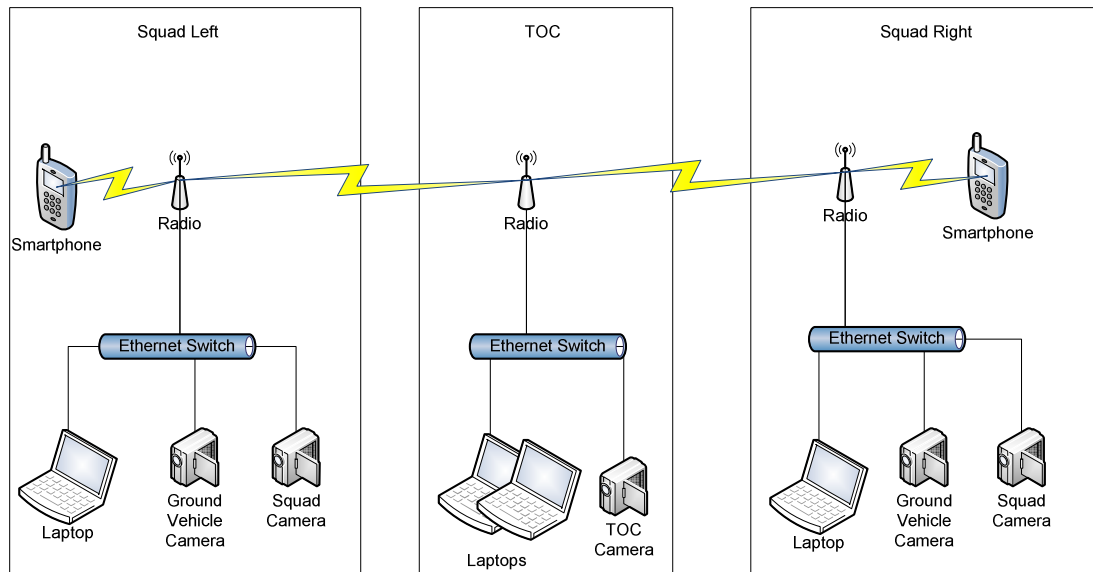 Squad Left
TOC
Squad Right
Smartphone
Radio
Radio
Radio
Smartphone
Ethernet Switch
Ethernet Switch
Ethernet Switch
Laptop
Ground
Vehicle
Camera
Squad
Camera
Laptops
TOC
Camera
Laptop
Ground
Vehicle
Camera
Squad
Camera